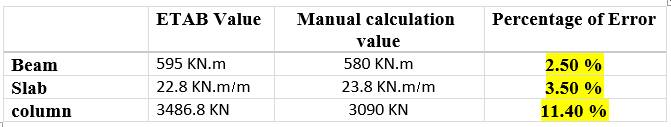 ETAB Value Manual calculation value Percentage of Error
Beam 595 KN.m 580 KN.m 2.50 %
Slab 22.8 KN.m/m 23.8 KN.m/m 3.50 %
column 3486.8 KN 3090 KN 11.40 %